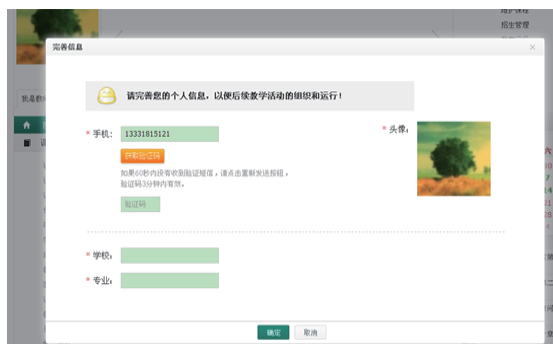 招生管理
完善信息
×
请完善您的个人信息，以便后续教学活动的组织和运行！
* 手机： 13331815121
* 头像：
获取验证码
如果60秒内没有收到验证短信，请点击重新发送按钮，
验证码3分钟内有效。
验证码
* 学校：
* 专业：
确定 取消